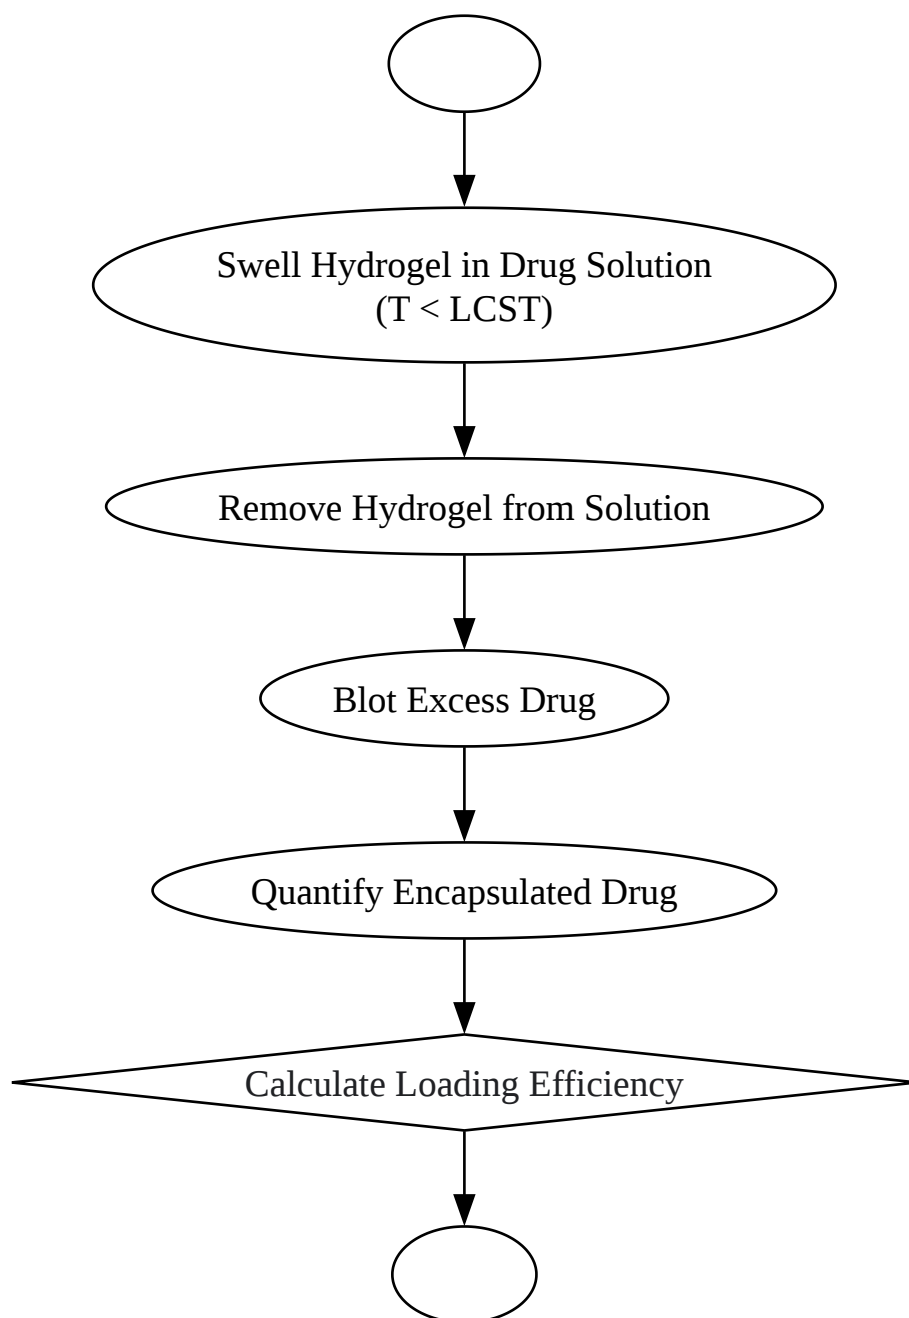 Swell Hydrogel in Drug Solution
(T < LCST)
Remove Hydrogel from Solution
Blot Excess Drug
Quantify Encapsulated Drug
Calculate Loading Efficiency